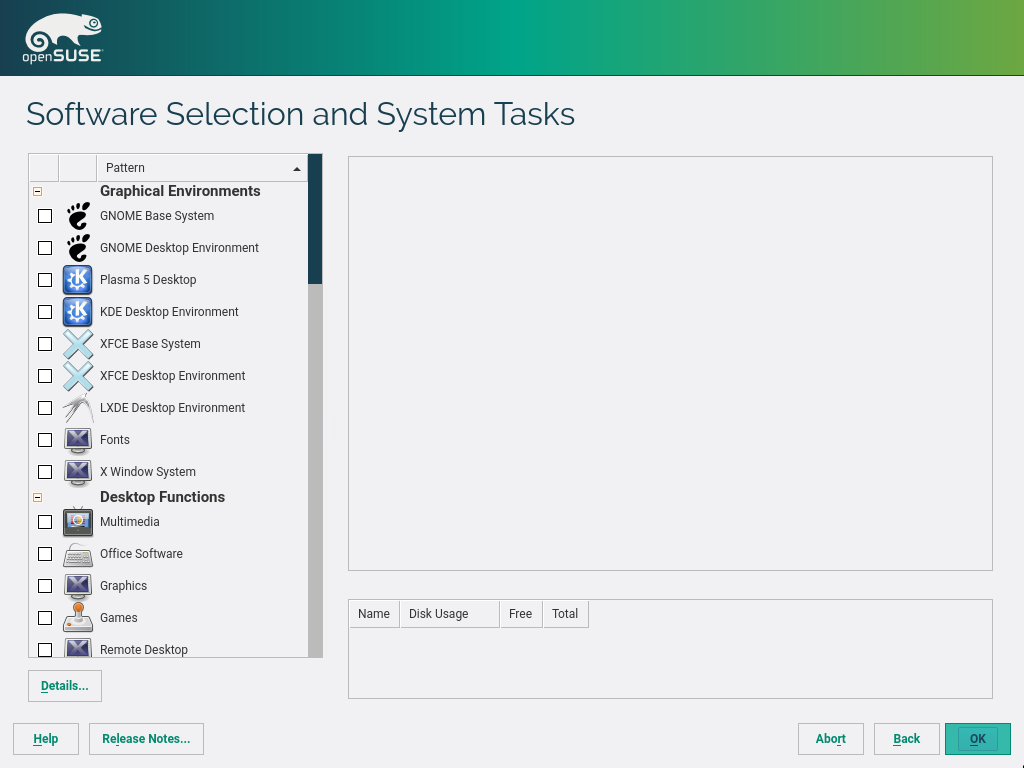 openSUSE
Software Selection and System Tasks
Pattern
Graphical Environments
GNOME Base System
GNOME Desktop Environment
Plasma 5 Desktop
KDE Desktop Environment
XFCE Base System
XFCE Desktop Environment
LXDE Desktop Environment
Fonts
X Window System
Desktop Functions
Multimedia
Office Software
Graphics
Games
Remote Desktop
Name Disk Usage Free Total
Details...
Help Release Notes... Abort Back OK